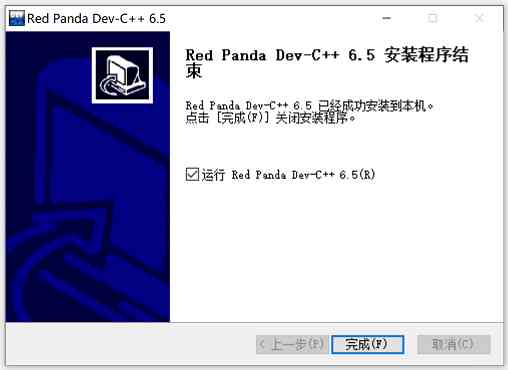 Red Panda Dev-C++ 6.5
Red Panda Dev-C++ 6.5 安装程序结
束
Red Panda Dev-C++ 6.5 已经成功安装到本机。
点击 [完成(F)] 关闭安装程序。
运行 Red Panda Dev-C++ 6.5(R)
< 上一步(P) 完成(F) 取消(C)